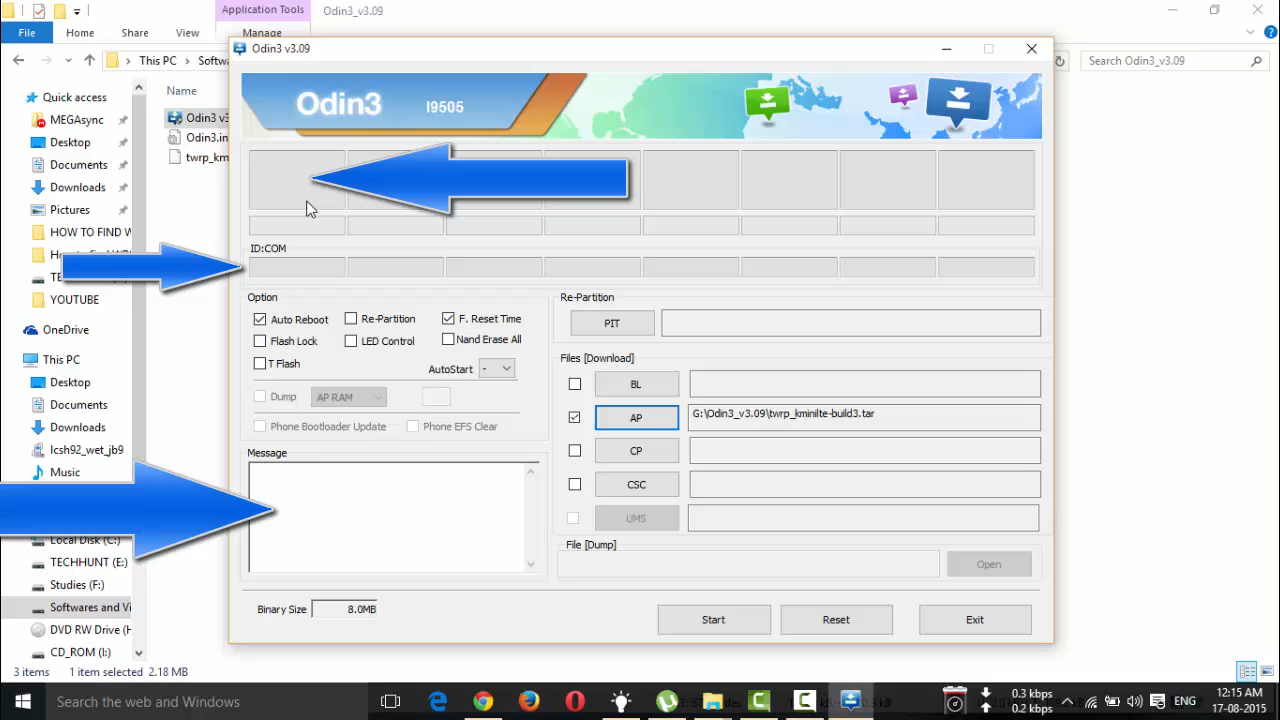 Application Tools
Odin3_v3.09
File
Home
Share
View
Manage
This PC
Softwa
Search Odin3_v3.09
Odin3 v3.09
Odin3
I9505
Quick access
MEGAsync
Desktop
Documents
Downloads
Pictures
HOW TO FIND W
YOUTUBE
OneDrive
This PC
Desktop
Documents
Downloads
lcsh92_wet_jb9
Music
Local Disk (C:)
TECHHUNT (E:)
Studies (F:)
Softwares and Vi
DVD RW Drive (H
CD_ROM (I:)
Name
Odin3 v3
Odin3.in
twrp_km
ID:COM
Option
Auto Reboot
Re-Partition
F. Reset Time
Flash Lock
LED Control
Nand Erase All
T Flash
AutoStart
-
Dump
AP RAM
Phone Bootloader Update
Phone EFS Clear
Message
Re-Partition
PIT
Files [Download]
BL
AP
G:\Odin3_v3.09\twrp_kminilte-build3.tar
CP
CSC
UMS
File [Dump]
Open
Binary Size
8.0MB
Start
Reset
Exit
3 items
1 item selected 2.18 MB
Search the web and Windows
0.3 kbps
0.2 kbps
ENG
12:15 AM
17-08-2015